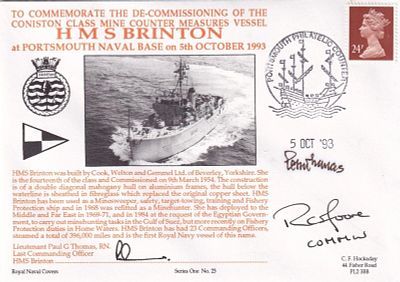 TO COMMEMORATE THE DE-COMMISSIONING OF THE
CONISTON CLASS MINE COUNTER MEASURES VESSEL
HMS BRINTON
at PORTSMOUTH NAVAL BASE on 5th OCTOBER 1993
24P
PORTSMOUTH PHILATELIC COUNTER
5 OCT '93
HMS Brinton was built by Cook, Welton and Gemmel Ltd, of Beverley, Yorkshire. She
is the fourteenth of the class and Commissioned on 9th March 1954. The construction
is of a double diagonal mahogany hull on aluminium frames, the hull below the
waterline is sheathed in fibreglass which replaced the original copper sheet. HMS
Brinton has been used as a Minesweeper, safety, target-towing, training and Fishery
Protection ship and in 1968 was refitted as a Minehunter. She has deployed to the
Middle and Far East in 1969-71, and in 1984 at the request of the Egyptian Govern-
ment, to carry out minehunting tasks in the Gulf of Suez, but more recently on Fishery
Protection duties in Home Waters. HMS Brinton has had 23 Commanding Officers,
steamed a total of 396,000 miles and is the first Royal Navy vessel of this name.
Lieutenant Paul G Thomas, RN.
Last Commanding Officer
HMS Brinton
COMMW
Royal Naval Covers
Series One No. 25
C. F. Hockaday
44 Fisher Road
PL2 3BB